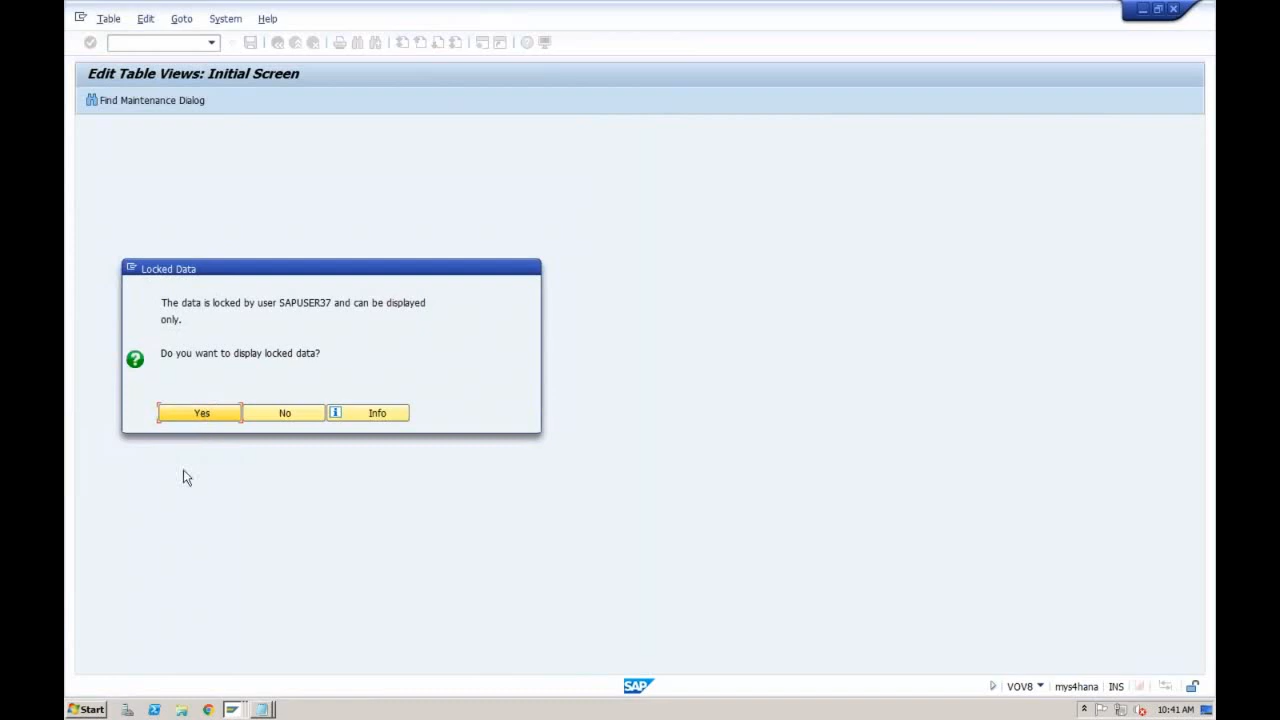 Table Edit Goto System Help
Edit Table Views: Initial Screen
Find Maintenance Dialog
Locked Data
The data is locked by user SAPUSER37 and can be displayed
only.
Do you want to display locked data?
Yes No Info
SAP
VOV8 mys4hana INS
Start 10:41 AM